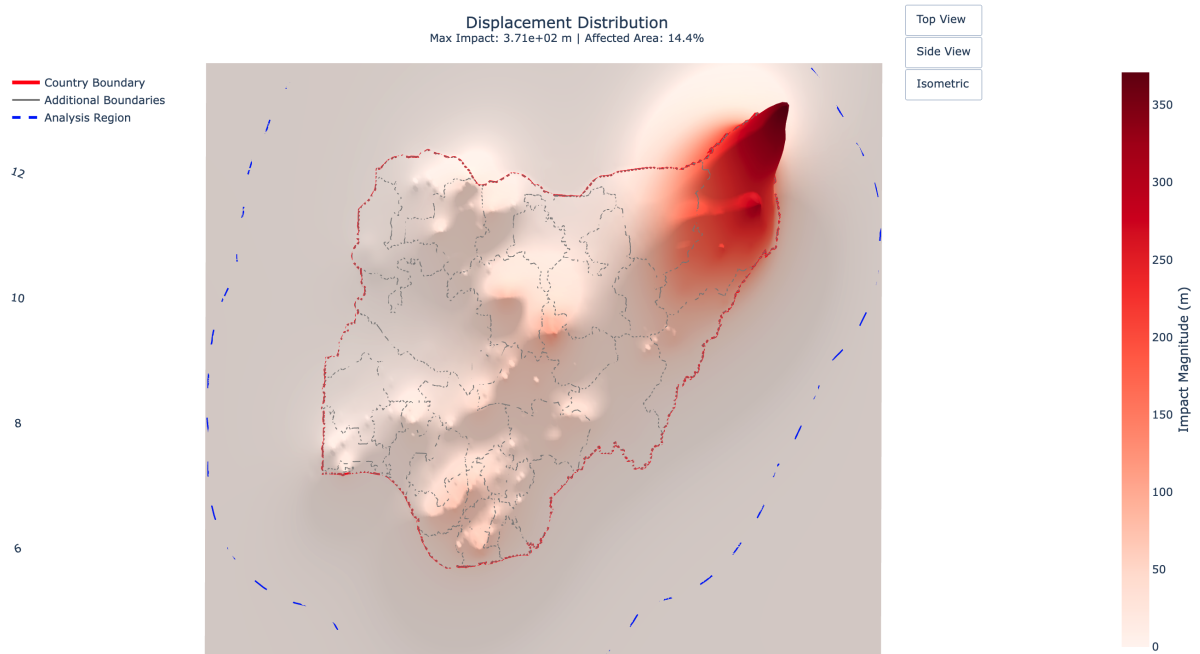 Displacement Distribution
Max Impact: 3.71e+02 m | Affected Area: 14.4%
Top View
Side View
Isometric
Country Boundary
Additional Boundaries
Analysis Region
12
10
8
6
350
300
250
200
150
100
50
0
Impact Magnitude (m)